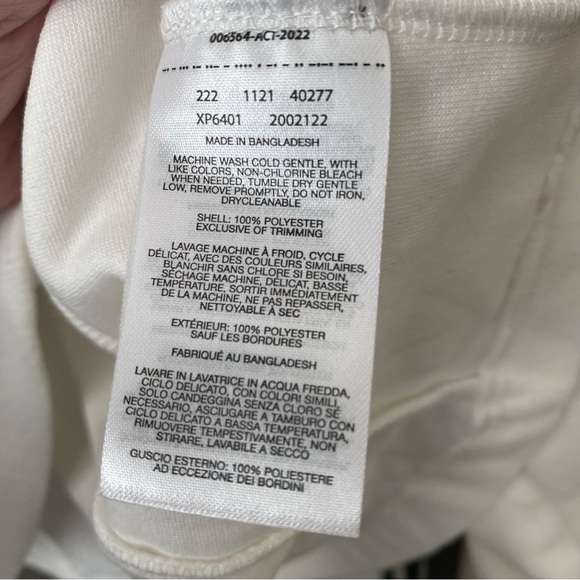 006564-ACT-2022
222 1121 40277
XP6401 2002122
MADE IN BANGLADESH
MACHINE WASH COLD GENTLE, WITH
LIKE COLORS, NON-CHLORINE BLEACH
WHEN NEEDED, TUMBLE DRY GENTLE
LOW, REMOVE PROMPTLY, DO NOT IRON,
DRYCLEANABLE
SHELL: 100% POLYESTER
EXCLUSIVE OF TRIMMING
LAVAGE MACHINE À FROID, CYCLE
DÉLICAT, AVEC DES COULEURS SIMILAIRES,
BLANCHIR SANS CHLORE SI BESOIN,
SÉCHAGE MACHINE, DÉLICAT, BASSE
TEMPÉRATURE, SORTIR IMMÉDIATEMENT
DE LA MACHINE, NE PAS REPASSER,
NETTOYABLE À SEC
EXTÉRIEUR: 100% POLYESTER
SAUF LES BORDURES
FABRIQUÉ AU BANGLADESH
LAVARE IN LAVATRICE IN ACQUA FREDDA,
CICLO DELICATO, CON COLORI SIMILI
SOLO CANDEGGINA SENZA CLORO SÉ
NECESSARIO, ASCIUGARE A TAMBURO CON
CICLO DELICATO A BASSA TEMPERATURA,
RIMUOVERE TEMPESTIVAMENTE, NON
STIRARE, LAVABILE A SECCO
GUSCIO ESTERNO: 100% POLIESTERE
AD ECCEZIONE DEI BORDINI